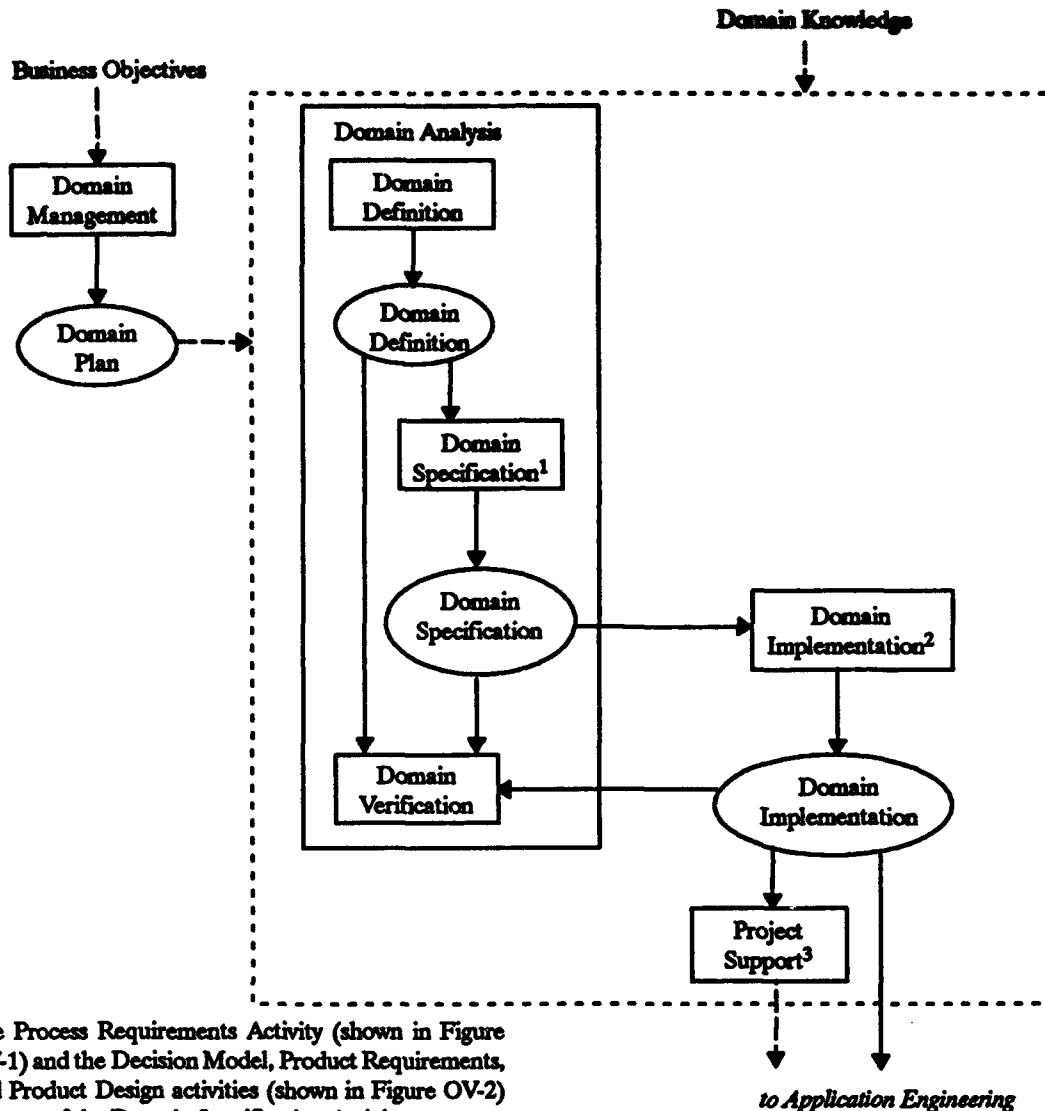 Domain Knowledge
Business Objectives
Domain Analysis
Domain
Management
Domain
Definition
Domain
Plan
Domain
Definition
Domain
Specification¹
Domain
Specification
Domain
Implementation²
Domain
Verification
Domain
Implementation
Project
Support³
Process Requirements Activity (shown in Figure
-1) and the Decision Model, Product Requirements,
Product Design activities (shown in Figure OV-2)
to Application Engineering